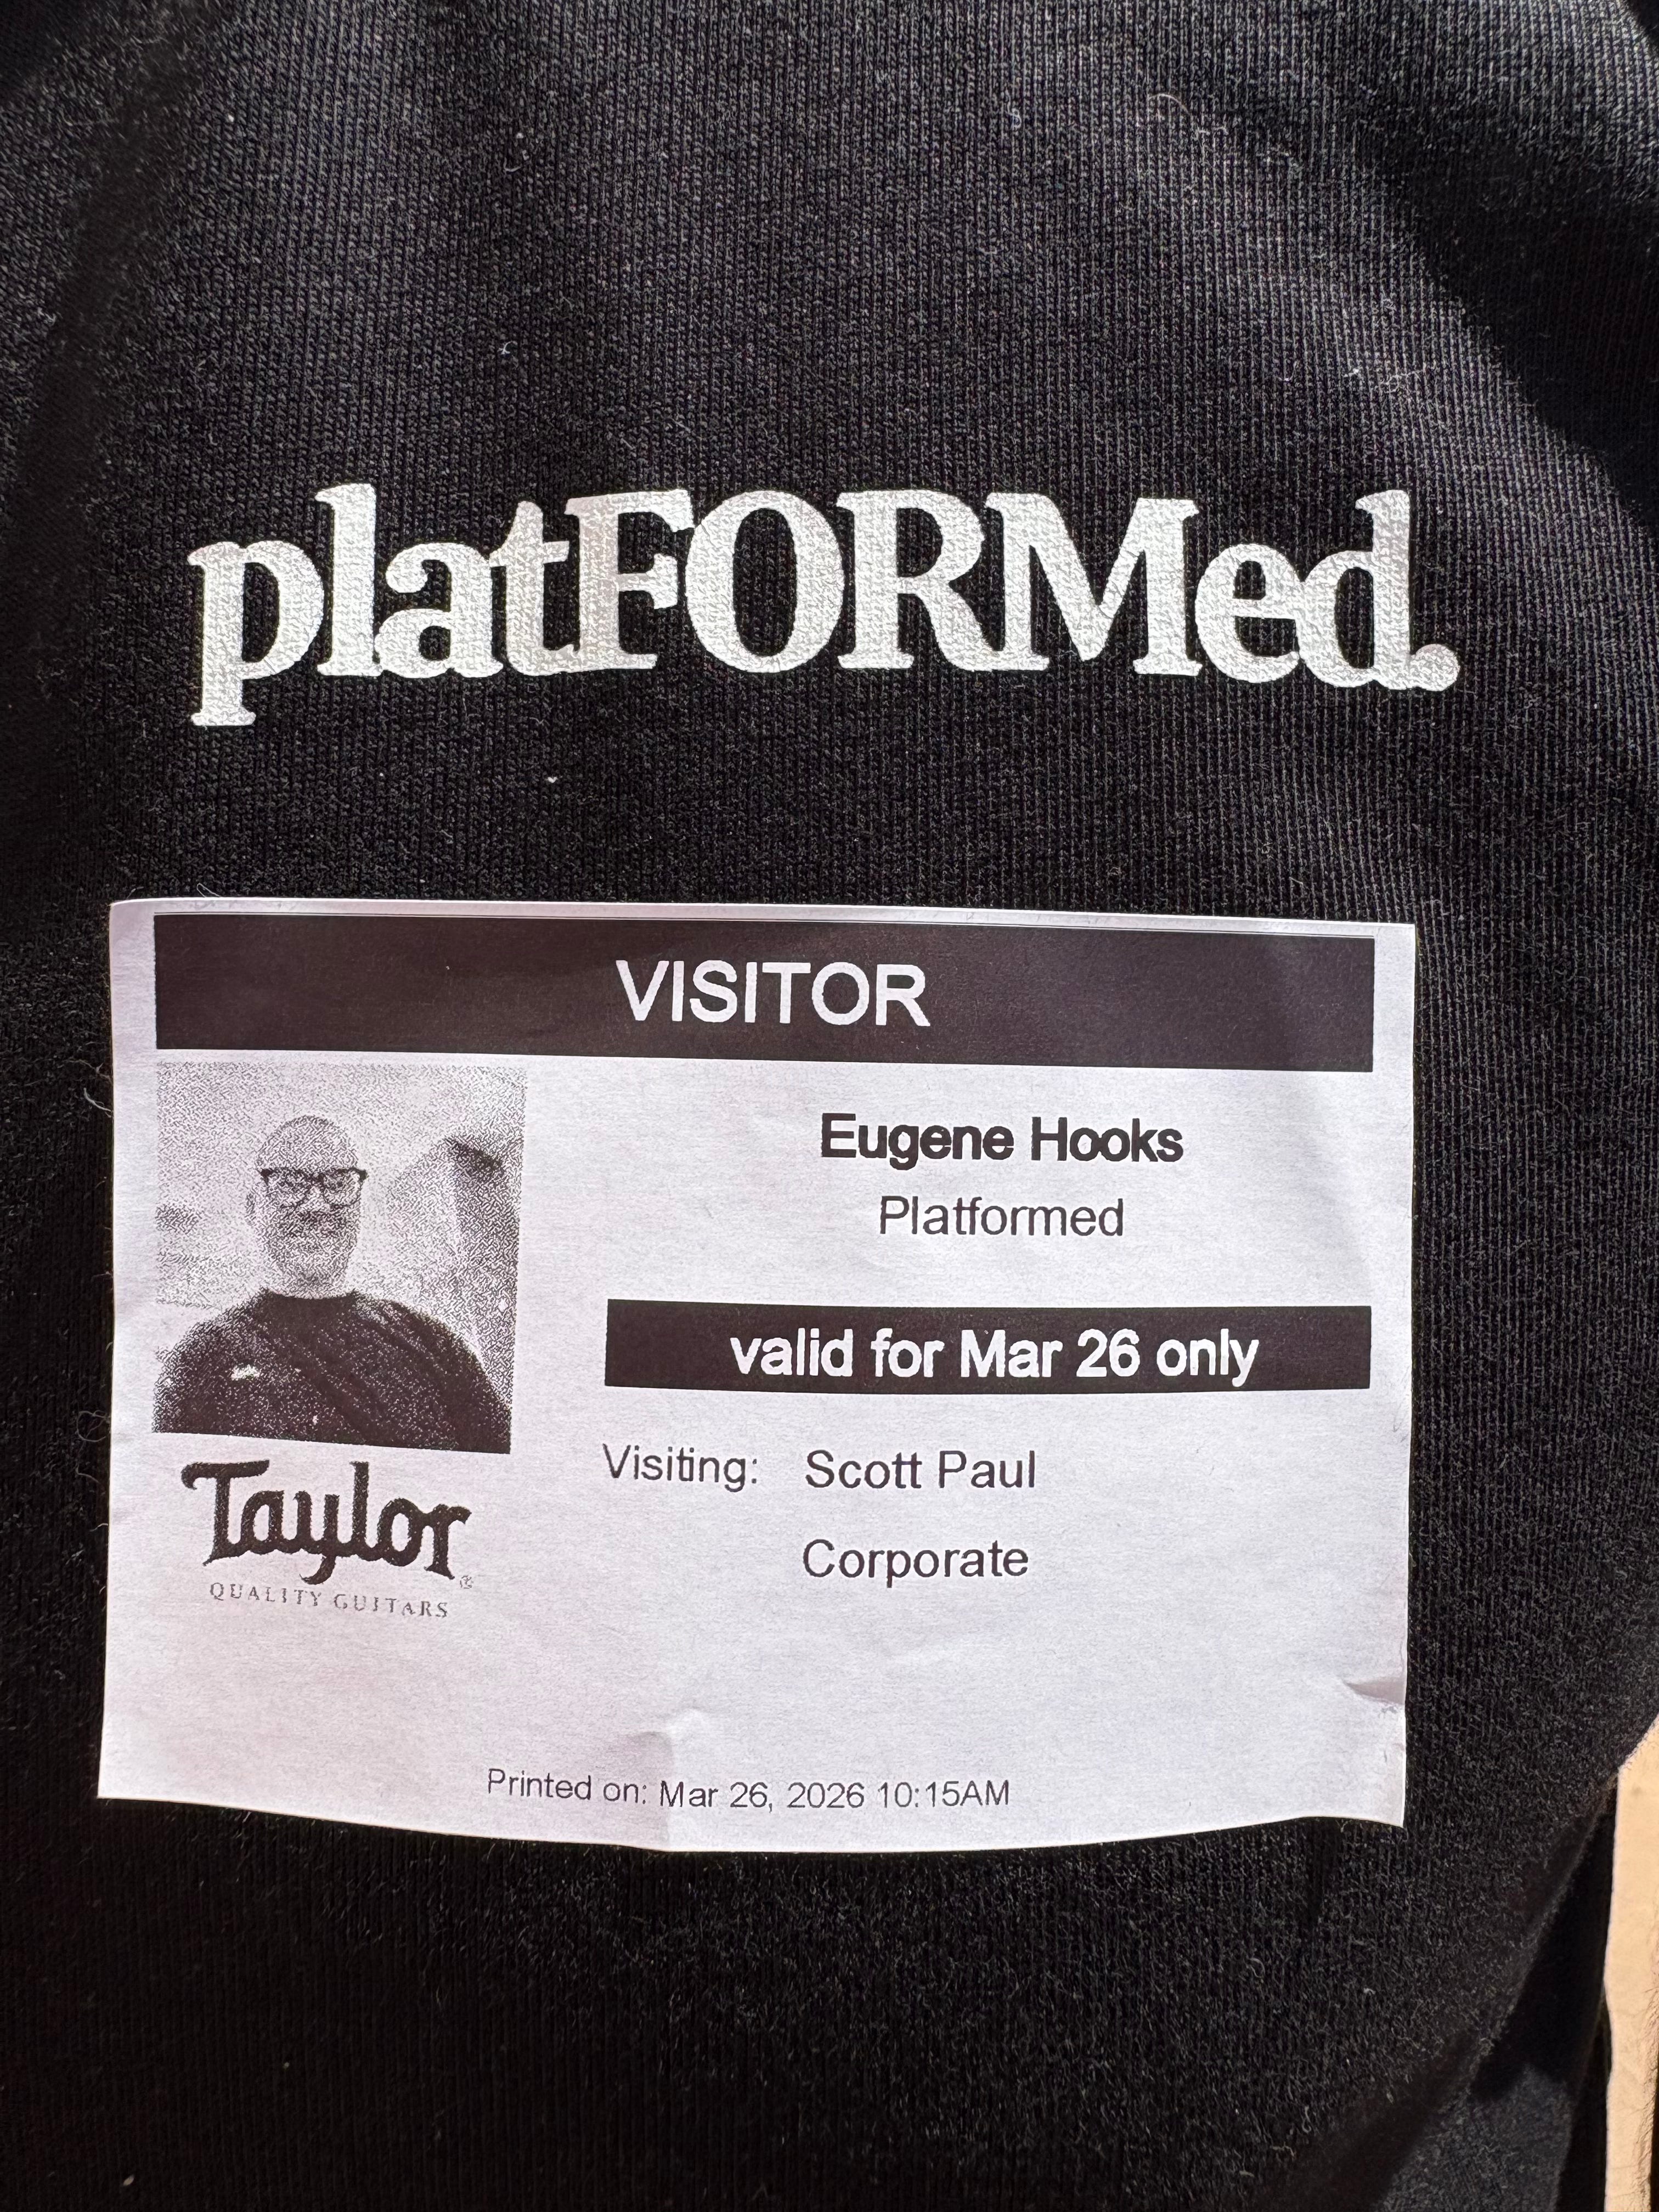 platFORMed.
VISITOR
Eugene Hooks
Platformed
valid for Mar 26 only
Visiting: Scott Paul
Corporate
Taylor®
QUALITY GUITARS
Printed on: Mar 26, 2026 10:15AM